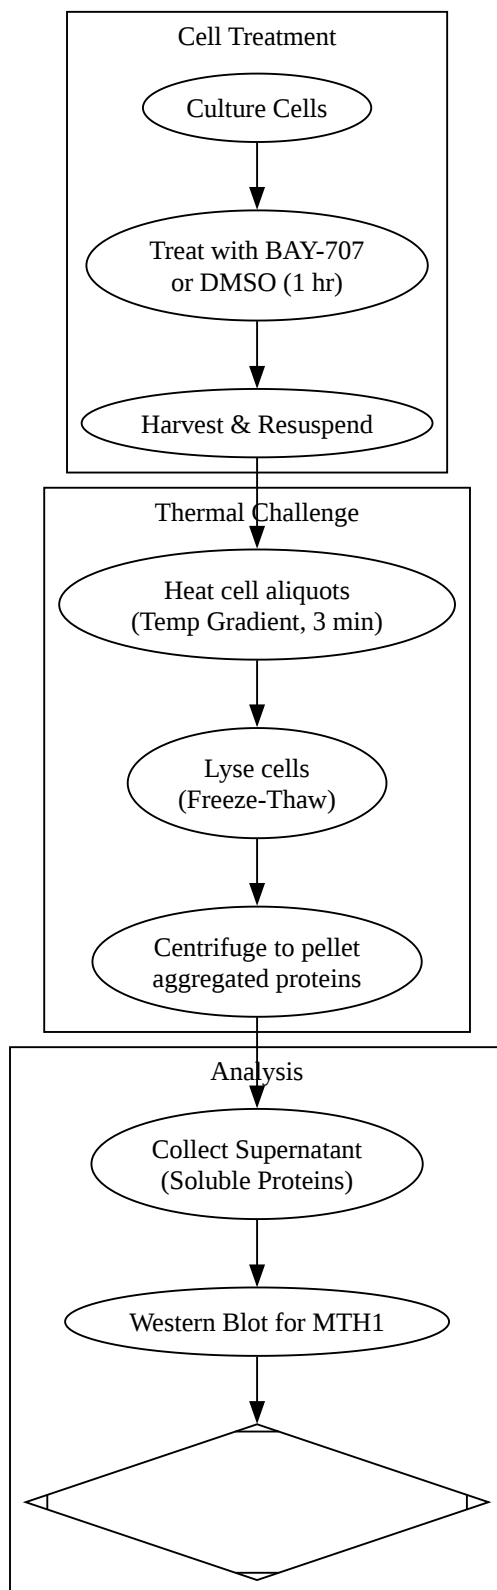 Cell Treatment
Culture Cells
Treat with BAY-707
or DMSO (1 hr)
Harvest & Resuspend
Thermal Challenge
Heat cell aliquots
(Temp Gradient, 3 min)
Lyse cells
(Freeze-Thaw)
Centrifuge to pellet
aggregated proteins
Analysis
Collect Supernatant
(Soluble Proteins)
Western Blot for MTH1